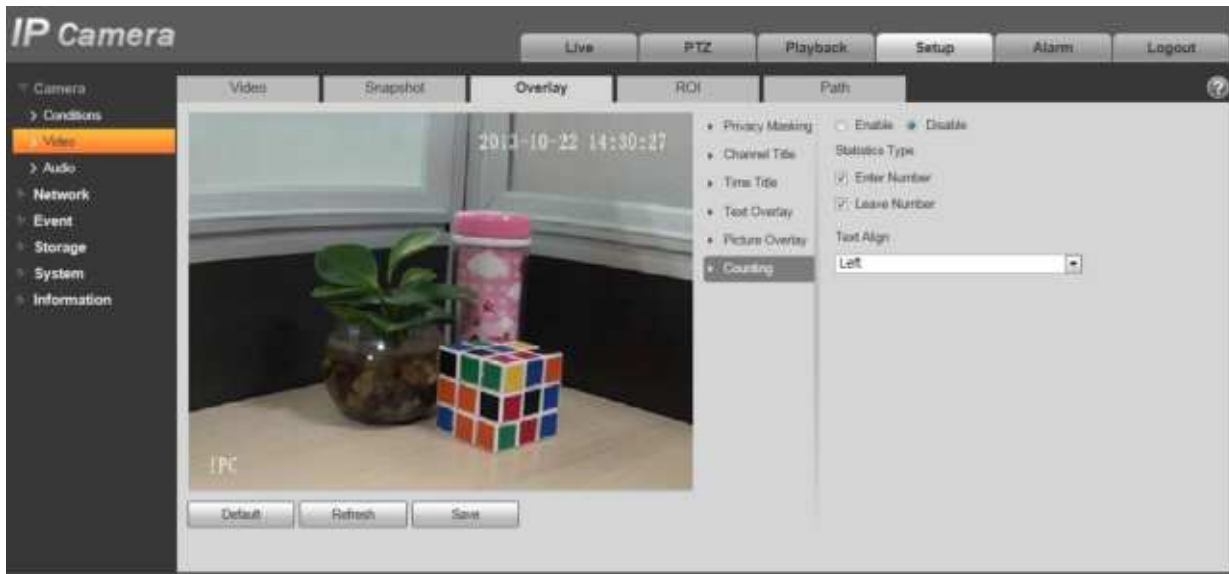 IP Camera
Live PTZ Playback Setup Alarm Logout
Camera
Conditions
Video
Audio
Network
Event
Storage
System
Information
Video Snapshot Overlay ROI Path
2013-10-22 14:30:27
IPC
Privacy Masking
Channel Title
Time Title
Text Overlay
Picture Overlay
Counting
Enable Disable
Statistics Type
Enter Number
Leave Number
Text Align
Left
Default Refresh Save